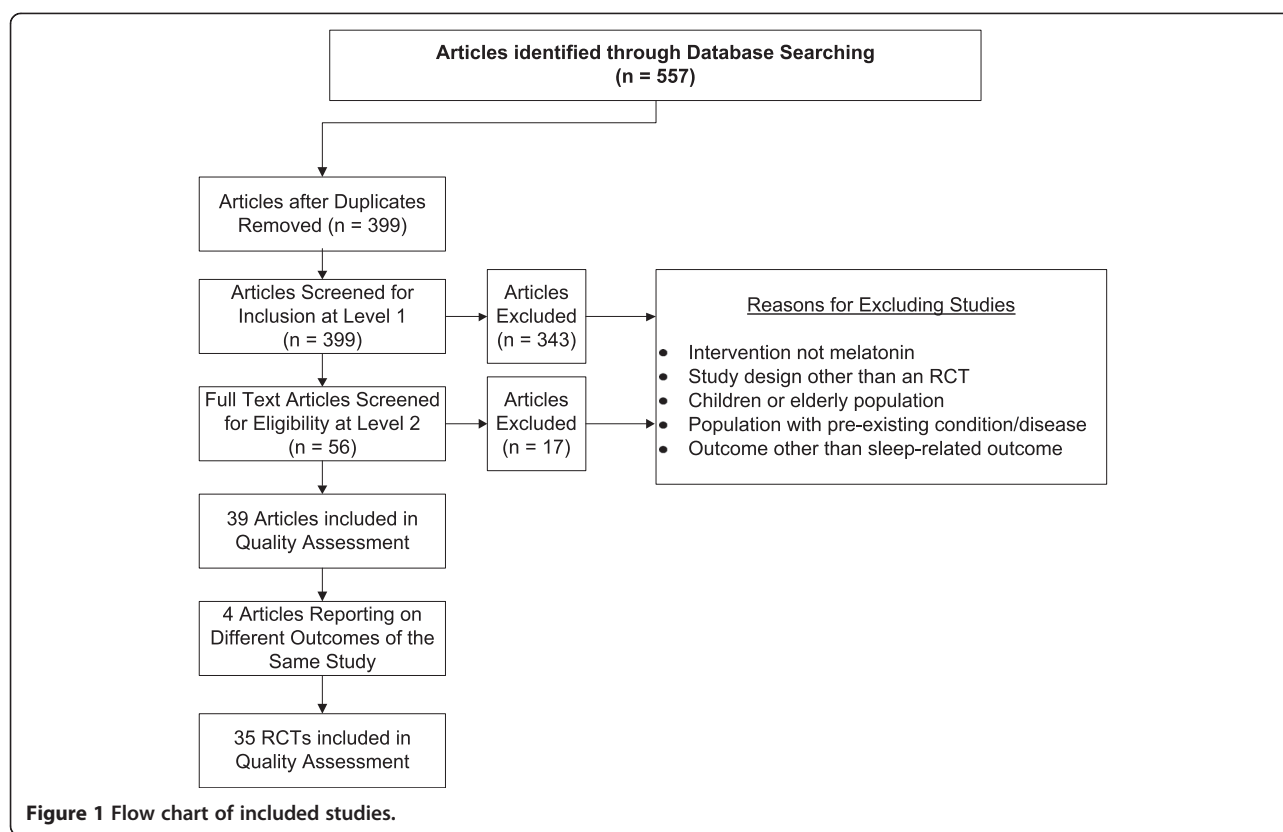 Articles identified through Database Searching
(n = 557)
Articles after Duplicates
Removed (n = 399)
Articles Screened for
Inclusion at Level 1
(n = 399)
Articles
Excluded
(n = 343)
Full Text Articles Screened
for Eligibility at Level 2
(n = 56)
Articles
Excluded
(n = 17)
Reasons for Excluding Studies
• Intervention not melatonin
• Study design other than an RCT
• Children or elderly population
• Population with pre-existing condition/disease
• Outcome other than sleep-related outcome
39 Articles included in
Quality Assessment
4 Articles Reporting on
Different Outcomes of the
Same Study
35 RCTs included in
Quality Assessment
Figure 1 Flow chart of included studies.